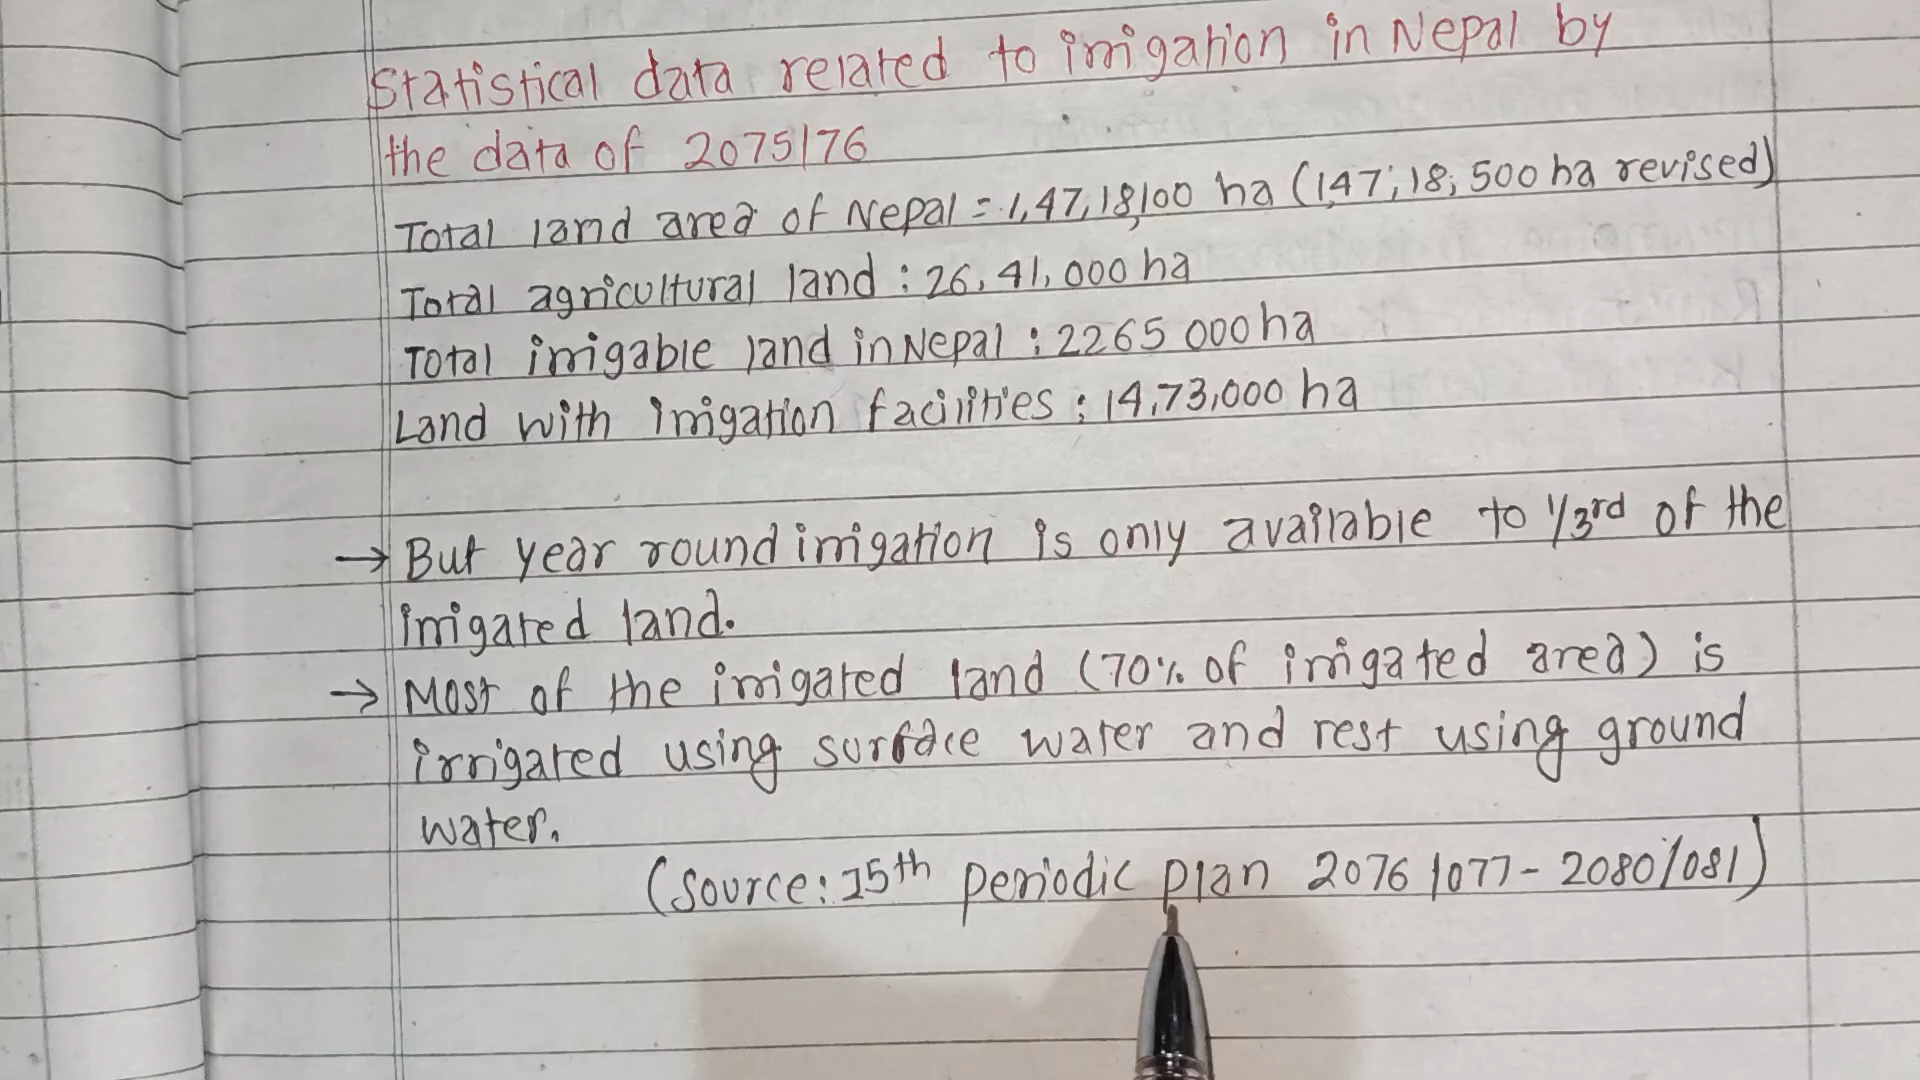 Statistical data related to irrigation in Nepal by
the data of 2075/76
Total land area of Nepal = 1,47,18,100 ha (1,47,18,500 ha revised)
Total agricultural land : 26,41,000 ha
Total irrigable land in Nepal : 2265 000 ha
Land with irrigation facilities : 14,73,000 ha
→ But year round irrigation is only available to 1/3rd of the
irrigated land.
→ Most of the irrigated land (70% of irrigated area) is
irrigated using surface water and rest using ground
water.
(Source: 15th periodic plan 2076/077 - 2080/081)